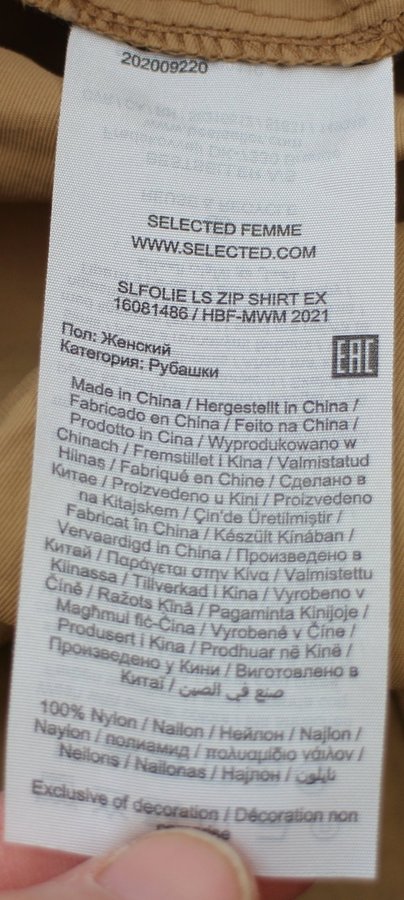 202009220
SELECTED FEMME
WWW.SELECTED.COM
SLFOLIE LS ZIP SHIRT EX
16081486 / HBF-MWM 2021
Пол: Женский
Категория: Рубашки
EAC
Made in China / Hergestellt in China /
Fabricado en China / Feito na China /
Prodotto in Cina / Wyprodukowano w
Chinach / Fremstillet i Kina / Valmistatud
Hiinas / Fabriqué en Chine / Сделано в
Китае / Proizvedeno u Kini / Proizvedeno
na Kitajskem / Çin'de Üretilmiştir /
Fabricat în China / Készült Kínában /
Vervaardigd in China / Произведено в
Китай / Παράγεται στην Κίνα / Valmistettu
Kiinassa / Tillverkad i Kina / Vyrobeno v
Číně / Ražots Ķīnā / Pagaminta Kinijoje /
Magħmul fiċ-Ċina / Vyrobené v Číne /
Produsert i Kina / Prodhuar në Kinë /
Произведено у Кини / Виготовлено в
Китаї / صنع في الصين
100% Nylon / Nailon / Нейлон / Najlon /
Naylon / полиамид / πολυαμίδιο νάιλον /
Neilons / Nailonas / Најлон / نايلون
Exclusive of decoration / Décoration non